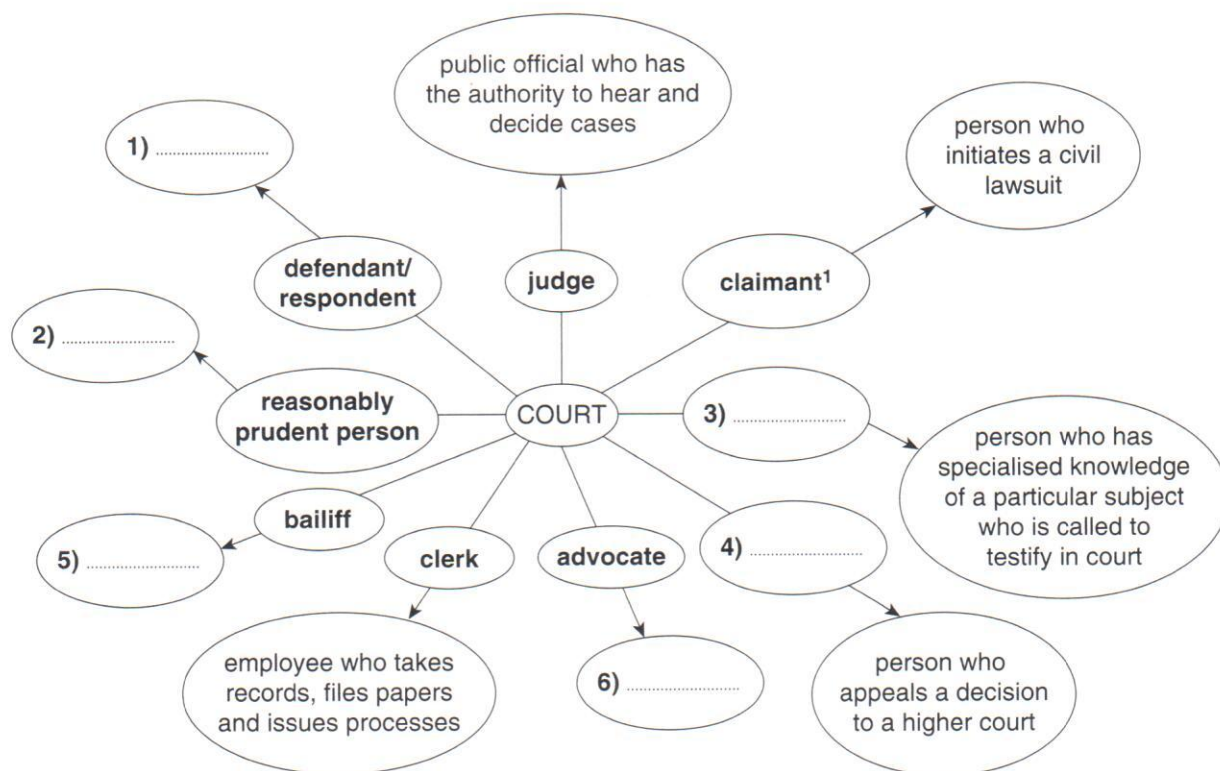 public official who has
the authority to hear and
decide cases
1) ....................
person who
initiates a civil
lawsuit
defendant/
respondent
judge
claimant¹
2) ....................
reasonably
prudent person
COURT
3) ....................
person who has
specialised knowledge
of a particular subject
who is called to
testify in court
bailiff
5) ....................
clerk
advocate
4) ....................
employee who takes
records, files papers
and issues processes
6) ....................
person who
appeals a decision
to a higher court